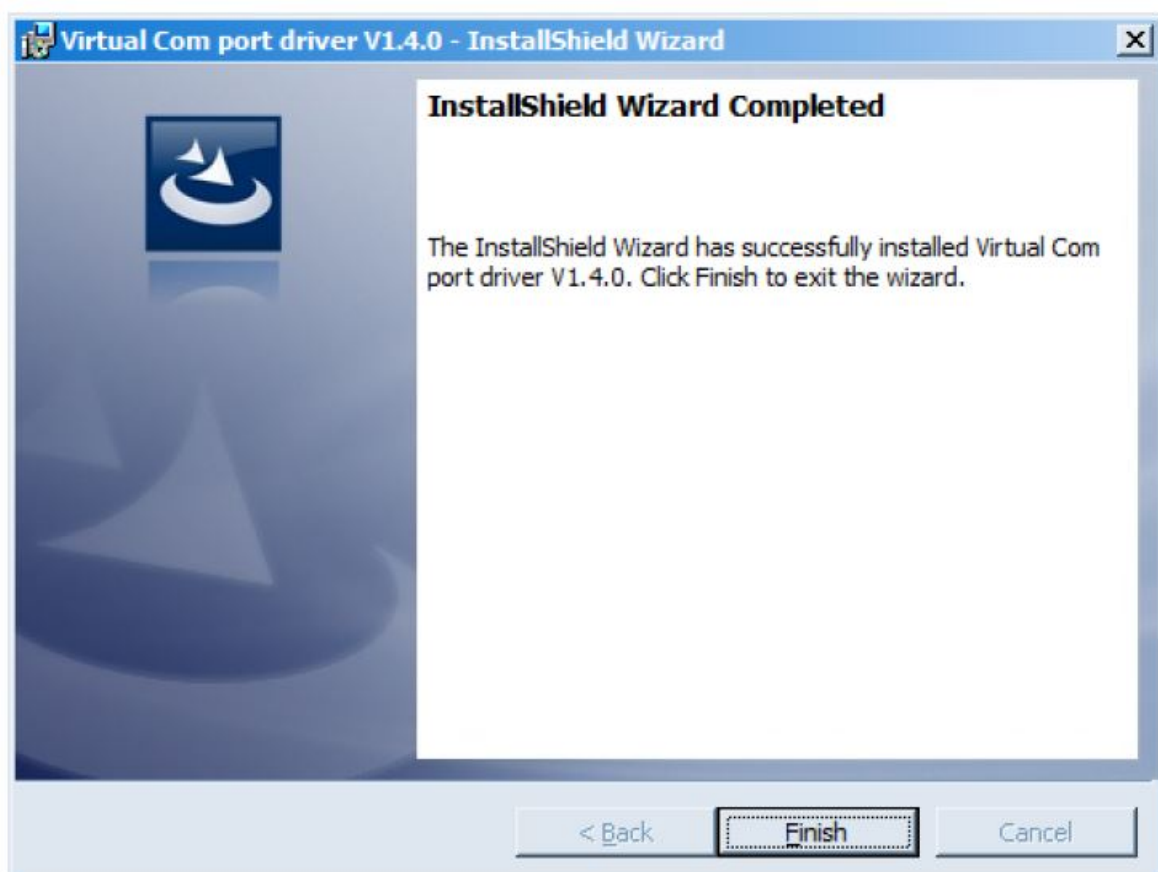 Virtual Com port driver V1.4.0 - InstallShield Wizard
InstallShield Wizard Completed
The InstallShield Wizard has successfully installed Virtual Com
port driver V1.4.0. Click Finish to exit the wizard.
< Back Finish Cancel